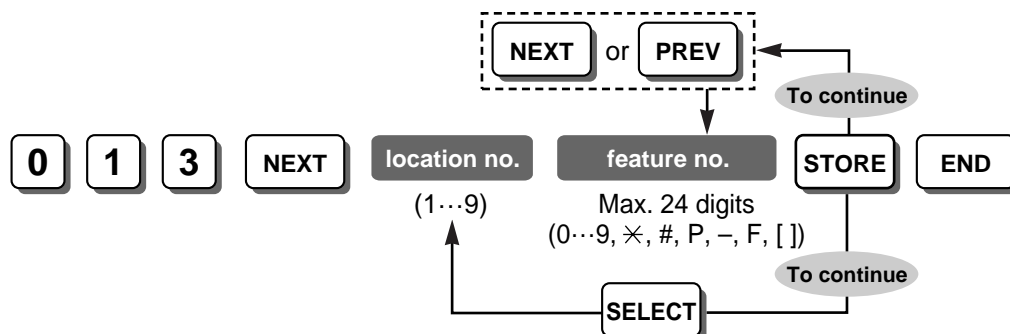 NEXT or PREV
To continue
0 1 3 NEXT location no. feature no. STORE END
(1⋯9) Max. 24 digits
(0⋯9, ✳, #, P, –, F, [ ])
To continue
SELECT